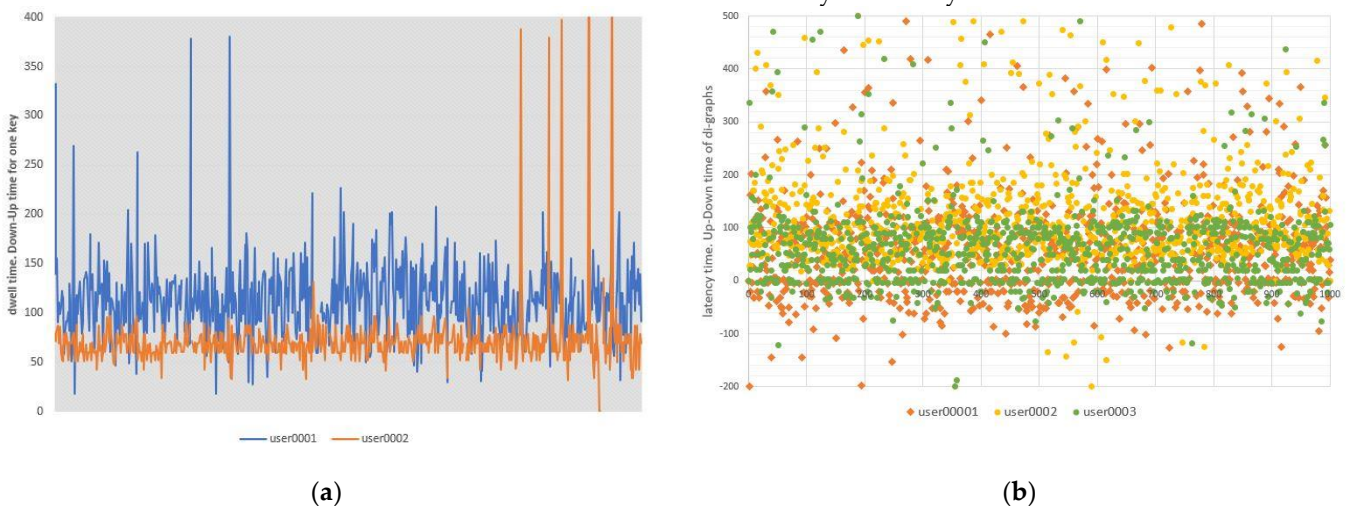 dwell time. Down-Up time for one key
400
350
300
250
200
150
100
50
0
user0001 user0002
(a)
latency time. Up-Down time of di-graphs
500
400
300
200
100
0
-100
-200
0 100 200 300 400 500 600 700 800 900 1000
user00001 user0002 user0003
(b)